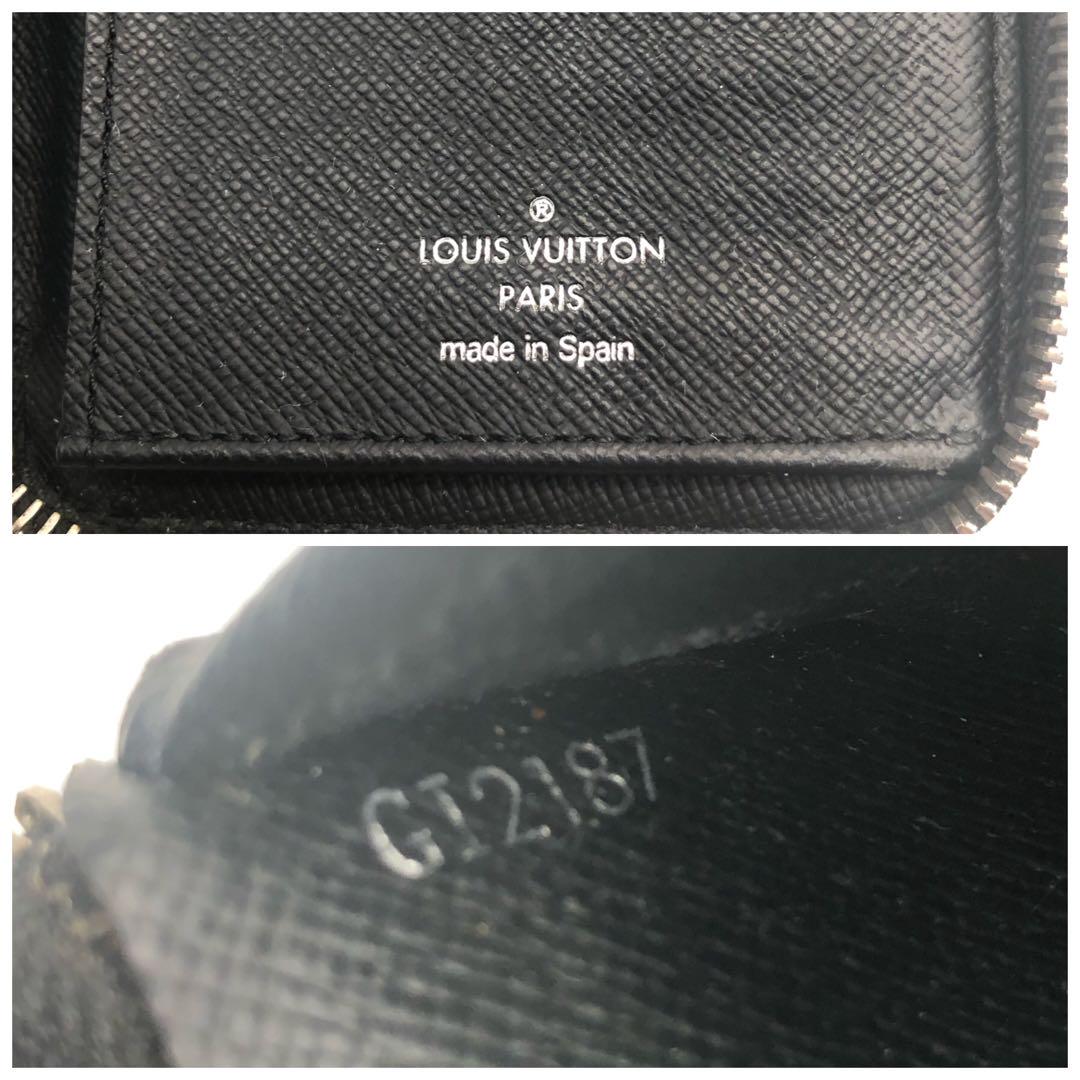 ®
LOUIS VUITTON
PARIS
made in Spain
GI2187